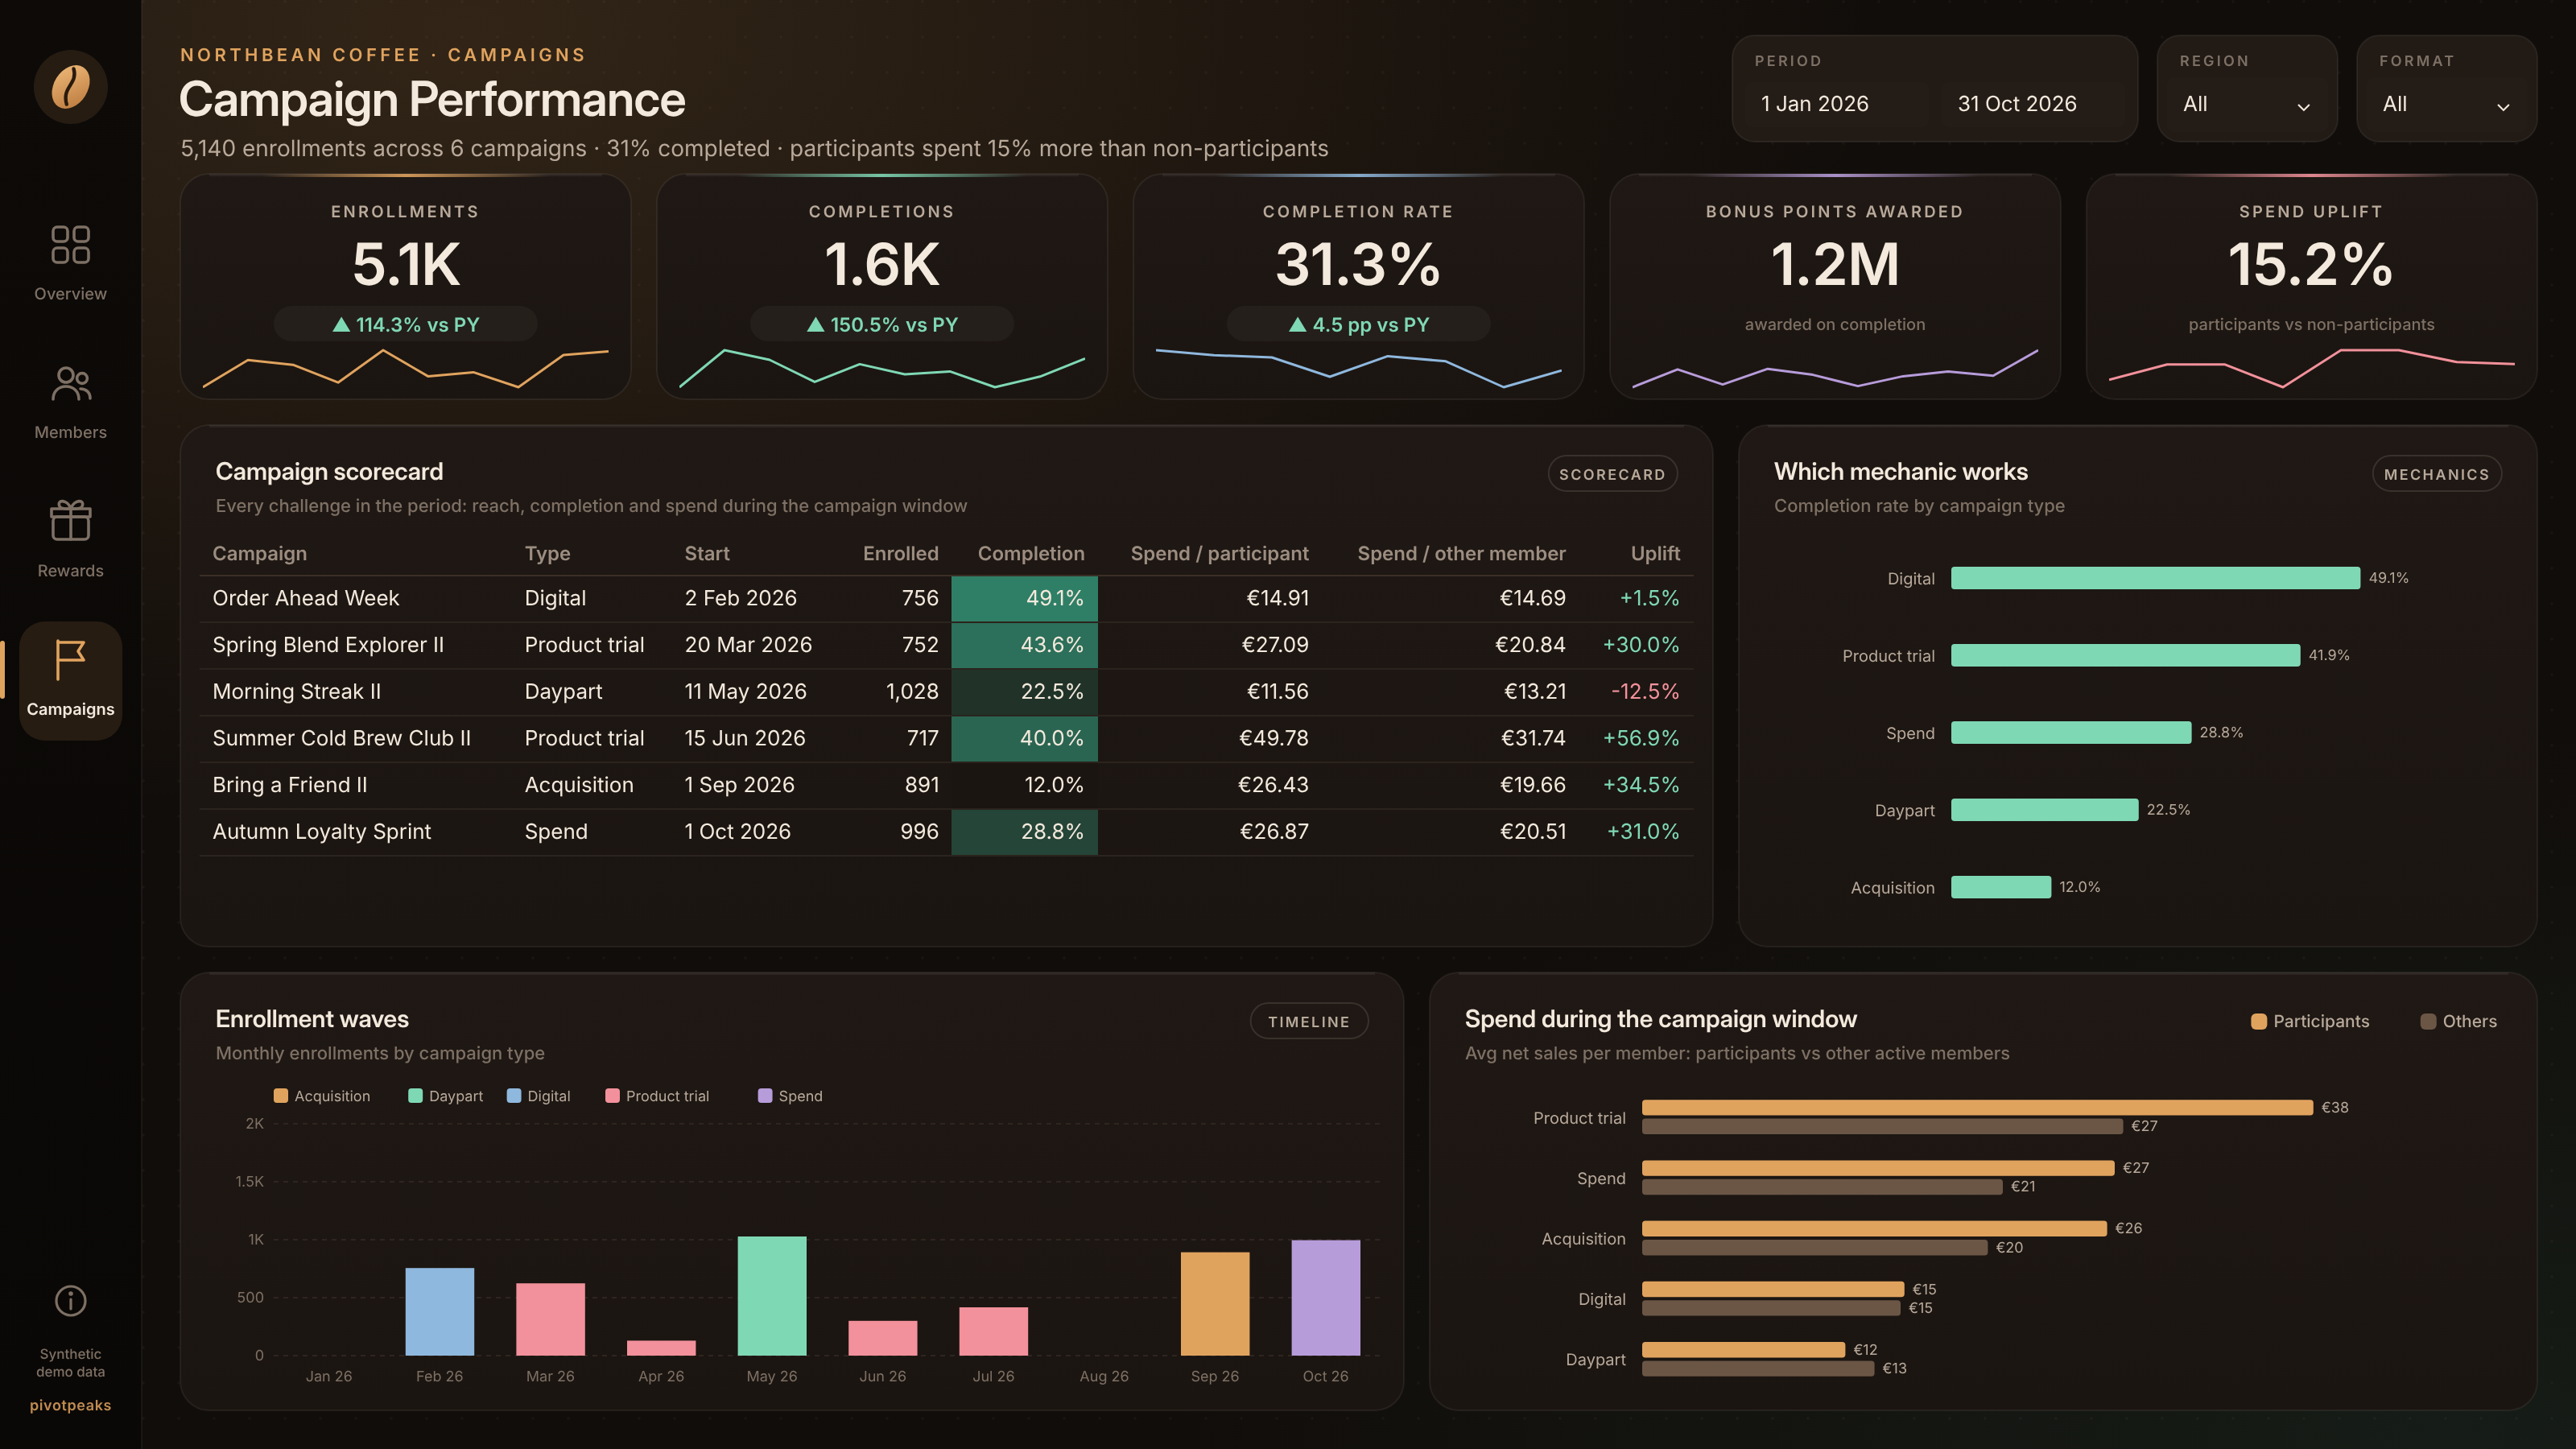 NORTHBEAN COFFEE · CAMPAIGNS
Campaign Performance
5,140 enrollments across 6 campaigns · 31% completed · participants spent 15% more than non-participants
PERIOD
1 Jan 2026 31 Oct 2026
REGION
All
FORMAT
All
Overview
Members
Rewards
Campaigns
Synthetic
demo data
pivotpeaks
ENROLLMENTS
5.1K
▲ 114.3% vs PY
COMPLETIONS
1.6K
▲ 150.5% vs PY
COMPLETION RATE
31.3%
▲ 4.5 pp vs PY
BONUS POINTS AWARDED
1.2M
awarded on completion
SPEND UPLIFT
15.2%
participants vs non-participants
Campaign scorecard
SCORECARD
Every challenge in the period: reach, completion and spend during the campaign window
Campaign Type Start Enrolled Completion Spend / participant Spend / other member Uplift
Order Ahead Week Digital 2 Feb 2026 756 49.1% €14.91 €14.69 +1.5%
Spring Blend Explorer II Product trial 20 Mar 2026 752 43.6% €27.09 €20.84 +30.0%
Morning Streak II Daypart 11 May 2026 1,028 22.5% €11.56 €13.21 -12.5%
Summer Cold Brew Club II Product trial 15 Jun 2026 717 40.0% €49.78 €31.74 +56.9%
Bring a Friend II Acquisition 1 Sep 2026 891 12.0% €26.43 €19.66 +34.5%
Autumn Loyalty Sprint Spend 1 Oct 2026 996 28.8% €26.87 €20.51 +31.0%
Which mechanic works
MECHANICS
Completion rate by campaign type
Digital 49.1%
Product trial 41.9%
Spend 28.8%
Daypart 22.5%
Acquisition 12.0%
Enrollment waves
TIMELINE
Monthly enrollments by campaign type
Acquisition Daypart Digital Product trial Spend
2K
1.5K
1K
500
0
Jan 26 Feb 26 Mar 26 Apr 26 May 26 Jun 26 Jul 26 Aug 26 Sep 26 Oct 26
Spend during the campaign window
Participants Others
Avg net sales per member: participants vs other active members
Product trial €38
€27
Spend €27
€21
Acquisition €26
€20
Digital €15
€15
Daypart €12
€13